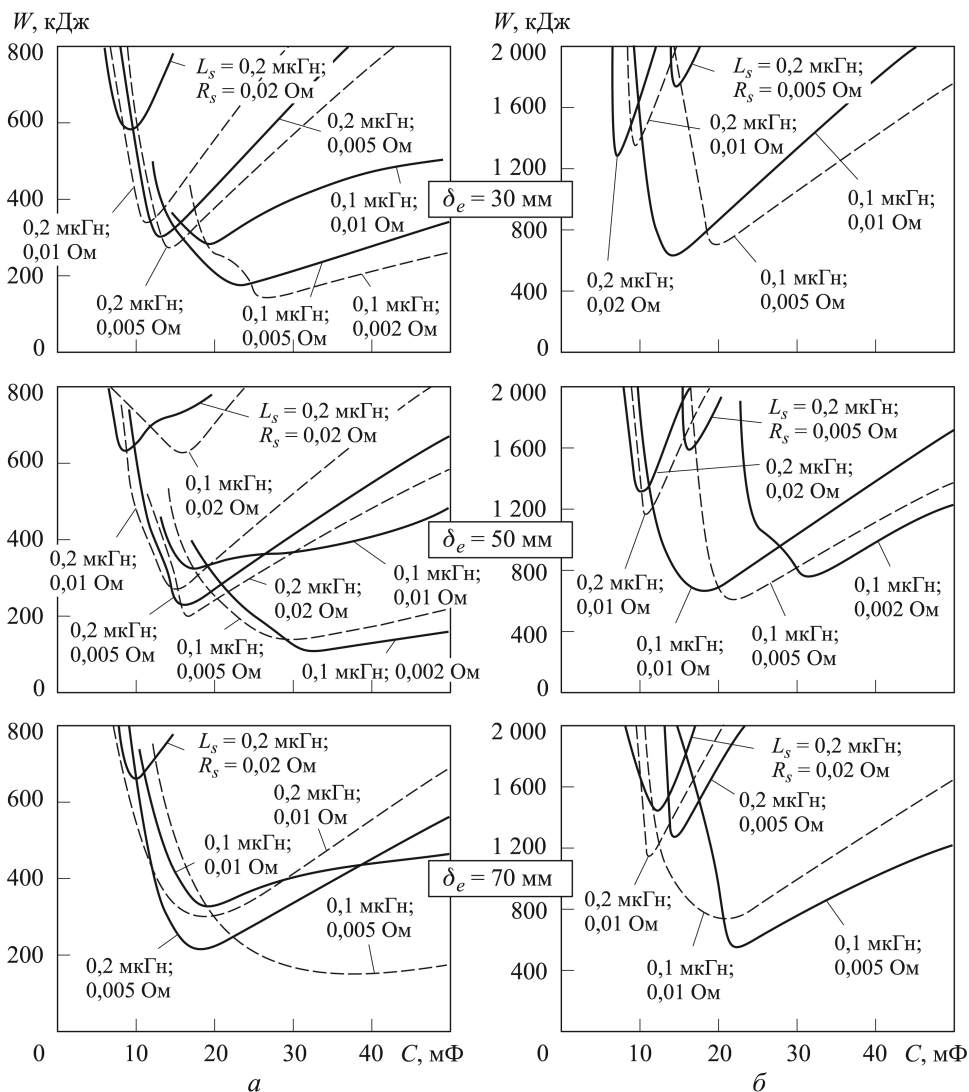 W, кДж
800
600
400
200
0
L_s = 0,2 мкГн;
R_s = 0,02 Ом
0,2 мкГн;
0,005 Ом
0,1 мкГн;
0,01 Ом
0,2 мкГн;
0,01 Ом
0,2 мкГн;
0,005 Ом
0,1 мкГн;
0,005 Ом
0,1 мкГн;
0,002 Ом
δ_e = 30 мм
W, кДж
2 000
1 600
1 200
800
400
0
L_s = 0,2 мкГн;
R_s = 0,005 Ом
0,2 мкГн;
0,01 Ом
0,1 мкГн;
0,01 Ом
0,2 мкГн;
0,02 Ом
0,1 мкГн;
0,005 Ом
800
600
400
200
0
L_s = 0,2 мкГн;
R_s = 0,02 Ом
0,1 мкГн;
0,02 Ом
0,2 мкГн;
0,01 Ом
0,2 мкГн;
0,02 Ом
0,1 мкГн;
0,01 Ом
0,2 мкГн;
0,005 Ом
0,1 мкГн;
0,005 Ом
0,1 мкГн; 0,002 Ом
δ_e = 50 мм
2 000
1 600
1 200
800
400
0
L_s = 0,2 мкГн;
R_s = 0,005 Ом
0,2 мкГн;
0,02 Ом
0,2 мкГн;
0,01 Ом
0,1 мкГн;
0,002 Ом
0,1 мкГн;
0,01 Ом
0,1 мкГн;
0,005 Ом
800
600
400
200
L_s = 0,2 мкГн;
R_s = 0,02 Ом
0,2 мкГн;
0,01 Ом
0,1 мкГн;
0,01 Ом
0,1 мкГн;
0,005 Ом
0,2 мкГн;
0,005 Ом
0 10 20 30 40 C, мФ
а
δ_e = 70 мм
2 000
1 600
1 200
800
400
L_s = 0,2 мкГн;
R_s = 0,02 Ом
0,2 мкГн;
0,005 Ом
0,2 мкГн;
0,01 Ом
0,1 мкГн;
0,01 Ом
0,1 мкГн;
0,005 Ом
0 10 20 30 40 C, мФ
б